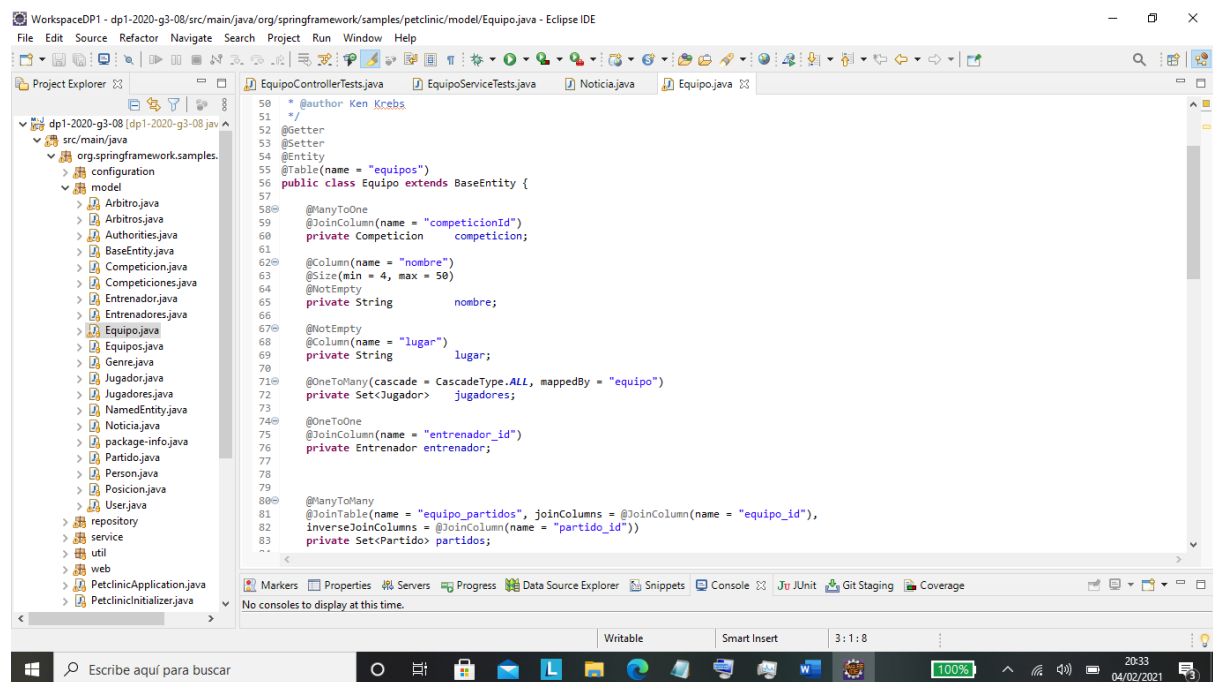 WorkspaceDP1 - dp1-2020-g3-08/src/main/java/org/springframework/samples/petclinic/model/Equipo.java - Eclipse IDE
File Edit Source Refactor Navigate Search Project Run Window Help
Project Explorer
EquipoControllerTests.java
EquipoServiceTests.java
Noticia.java
Equipo.java
dp1-2020-g3-08 [dp1-2020-g3-08 jav
src/main/java
org.springframework.samples.
configuration
model
Arbitro.java
Arbitros.java
Authorities.java
BaseEntity.java
Competicion.java
Competiciones.java
Entrenador.java
Entrenadores.java
Equipo.java
Equipos.java
Genre.java
Jugador.java
Jugadores.java
NamedEntity.java
Noticia.java
package-info.java
Partido.java
Person.java
Posicion.java
User.java
repository
service
util
web
PetclinicApplication.java
PetclinicInitializer.java
50 * @author Ken Krebs
51 */
52 @Getter
53 @Setter
54 @Entity
55 @Table(name = "equipos")
56 public class Equipo extends BaseEntity {
57
58 @ManyToOne
59 @JoinColumn(name = "competicionId")
60 private Competicion competicion;
61
62 @Column(name = "nombre")
63 @Size(min = 4, max = 50)
64 @NotEmpty
65 private String nombre;
66
67 @NotEmpty
68 @Column(name = "lugar")
69 private String lugar;
70
71 @OneToMany(cascade = CascadeType.ALL, mappedBy = "equipo")
72 private Set<Jugador> jugadores;
73
74 @OneToOne
75 @JoinColumn(name = "entrenador_id")
76 private Entrenador entrenador;
77
78
79
80 @ManyToMany
81 @JoinTable(name = "equipo_partidos", joinColumns = @JoinColumn(name = "equipo_id"),
82 inverseJoinColumns = @JoinColumn(name = "partido_id"))
83 private Set<Partido> partidos;
Markers Properties Servers Progress Data Source Explorer Snippets Console JUnit Git Staging Coverage
No consoles to display at this time.
Writable Smart Insert 3 : 1 : 8
Escribe aquí para buscar
100%
20:33
04/02/2021